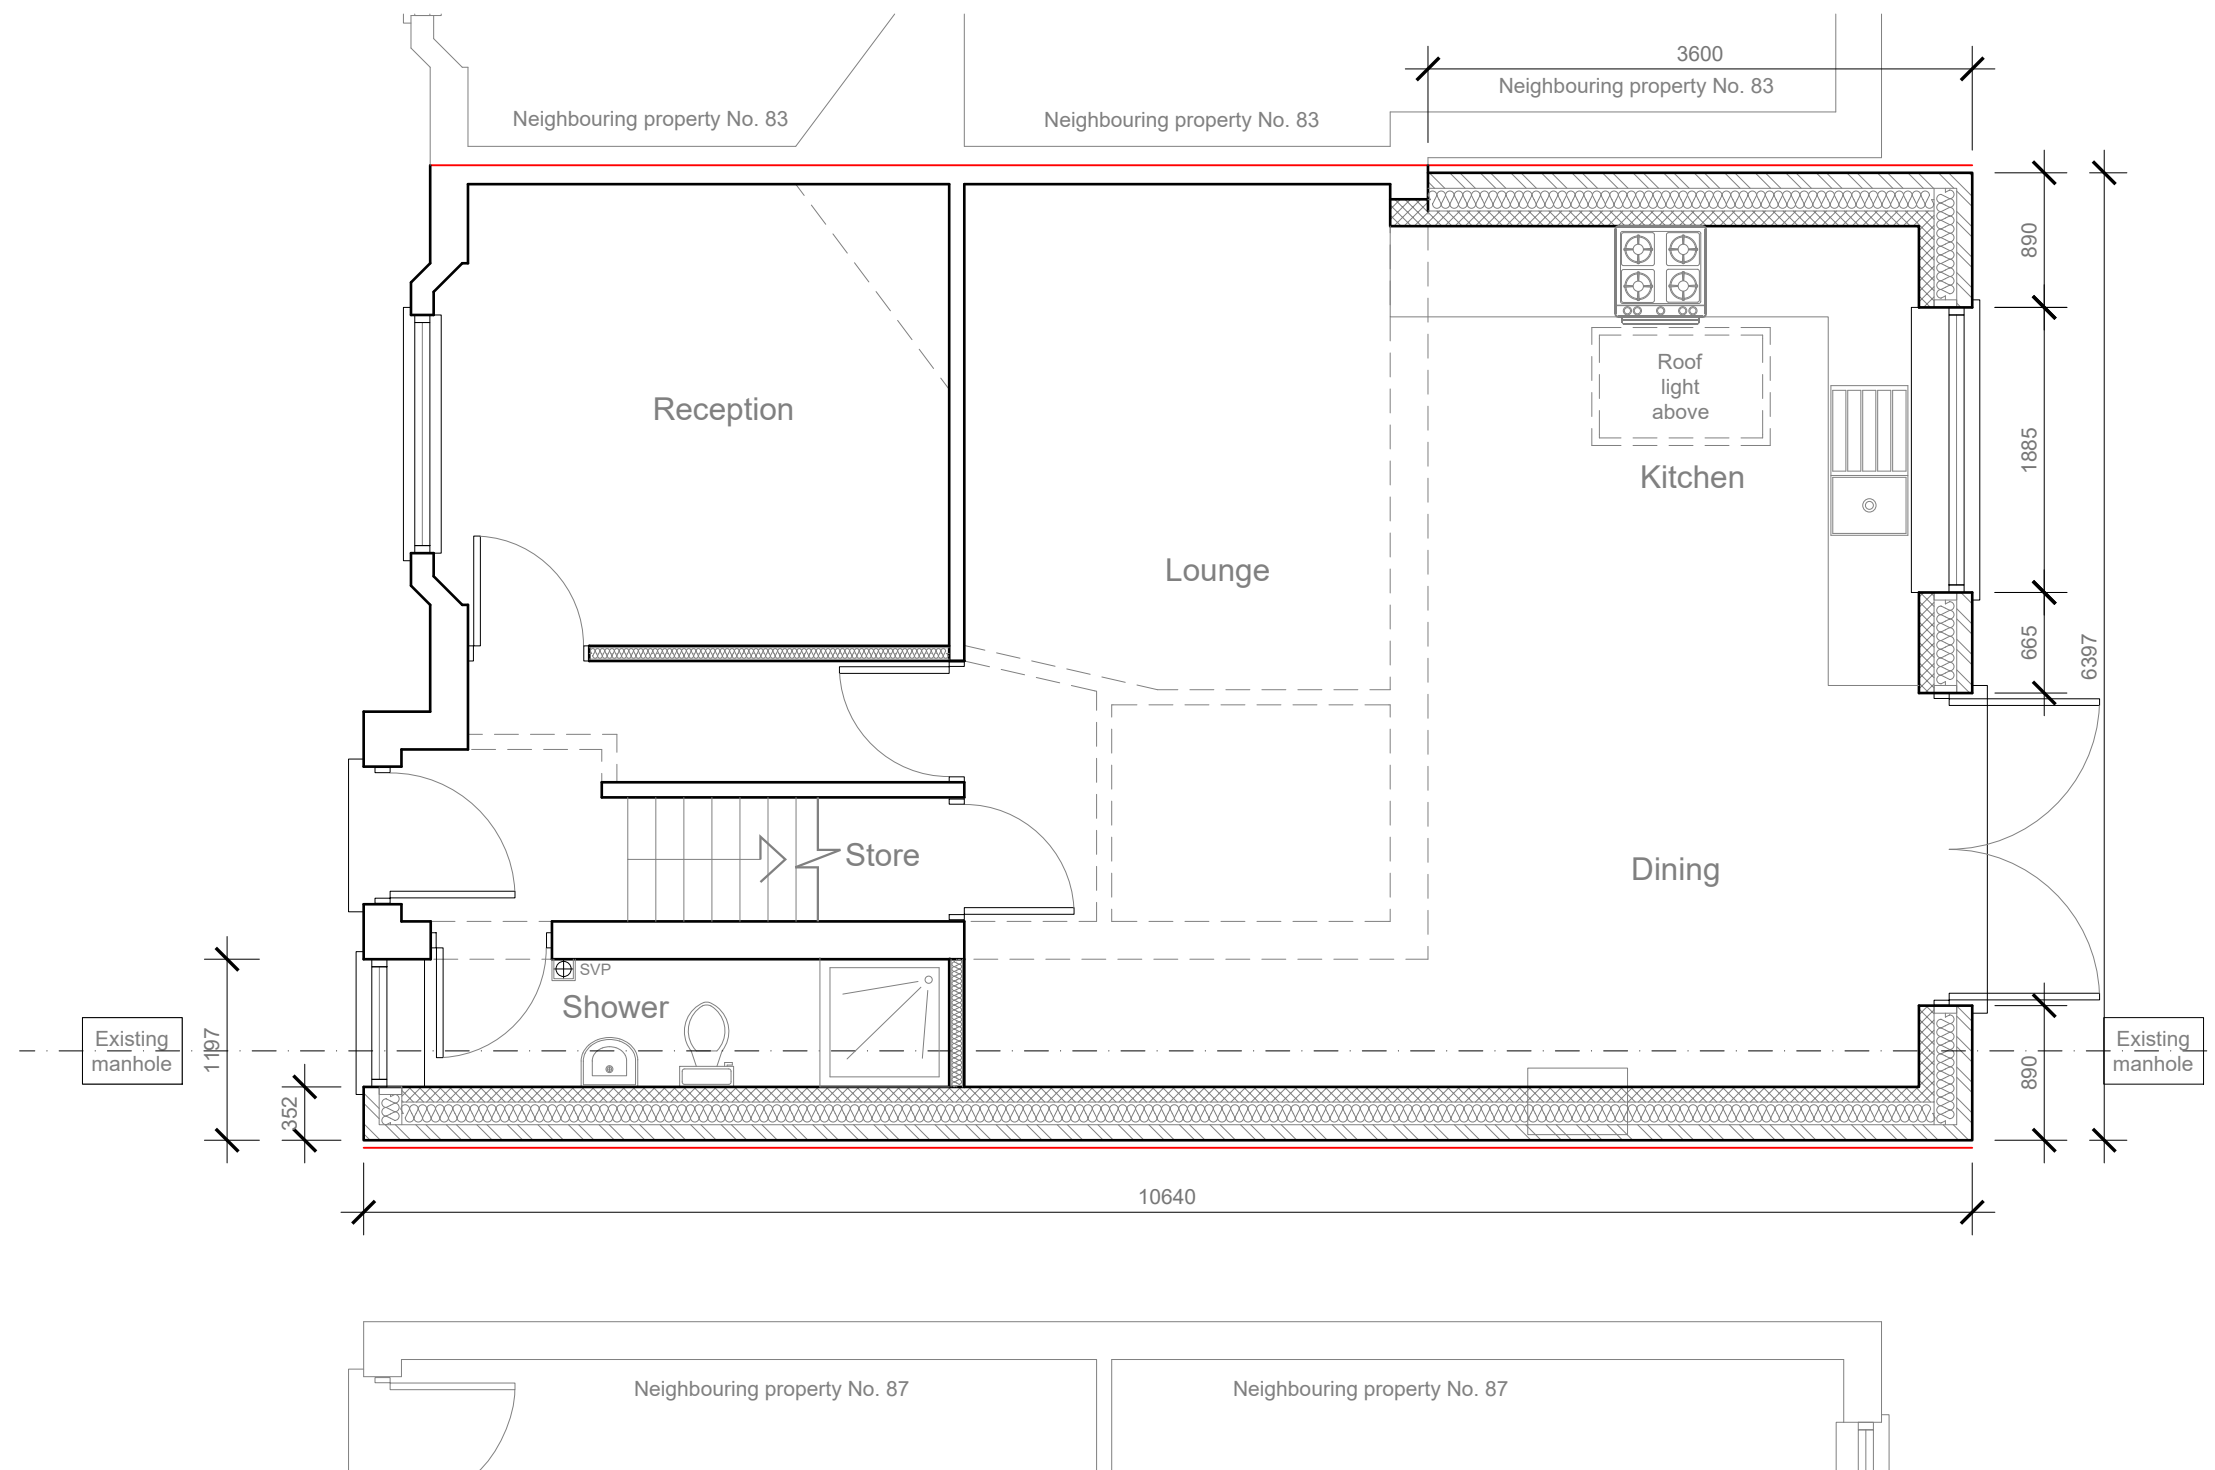 3600
Neighbouring property No. 83
Neighbouring property No. 83
Neighbouring property No. 83
890
Roof
light
above
Reception
1885
Kitchen
Lounge
665
6397
Store
Dining
SVP
Shower
Existing
manhole
1197
352
890
Existing
manhole
10640
Neighbouring property No. 87
Neighbouring property No. 87